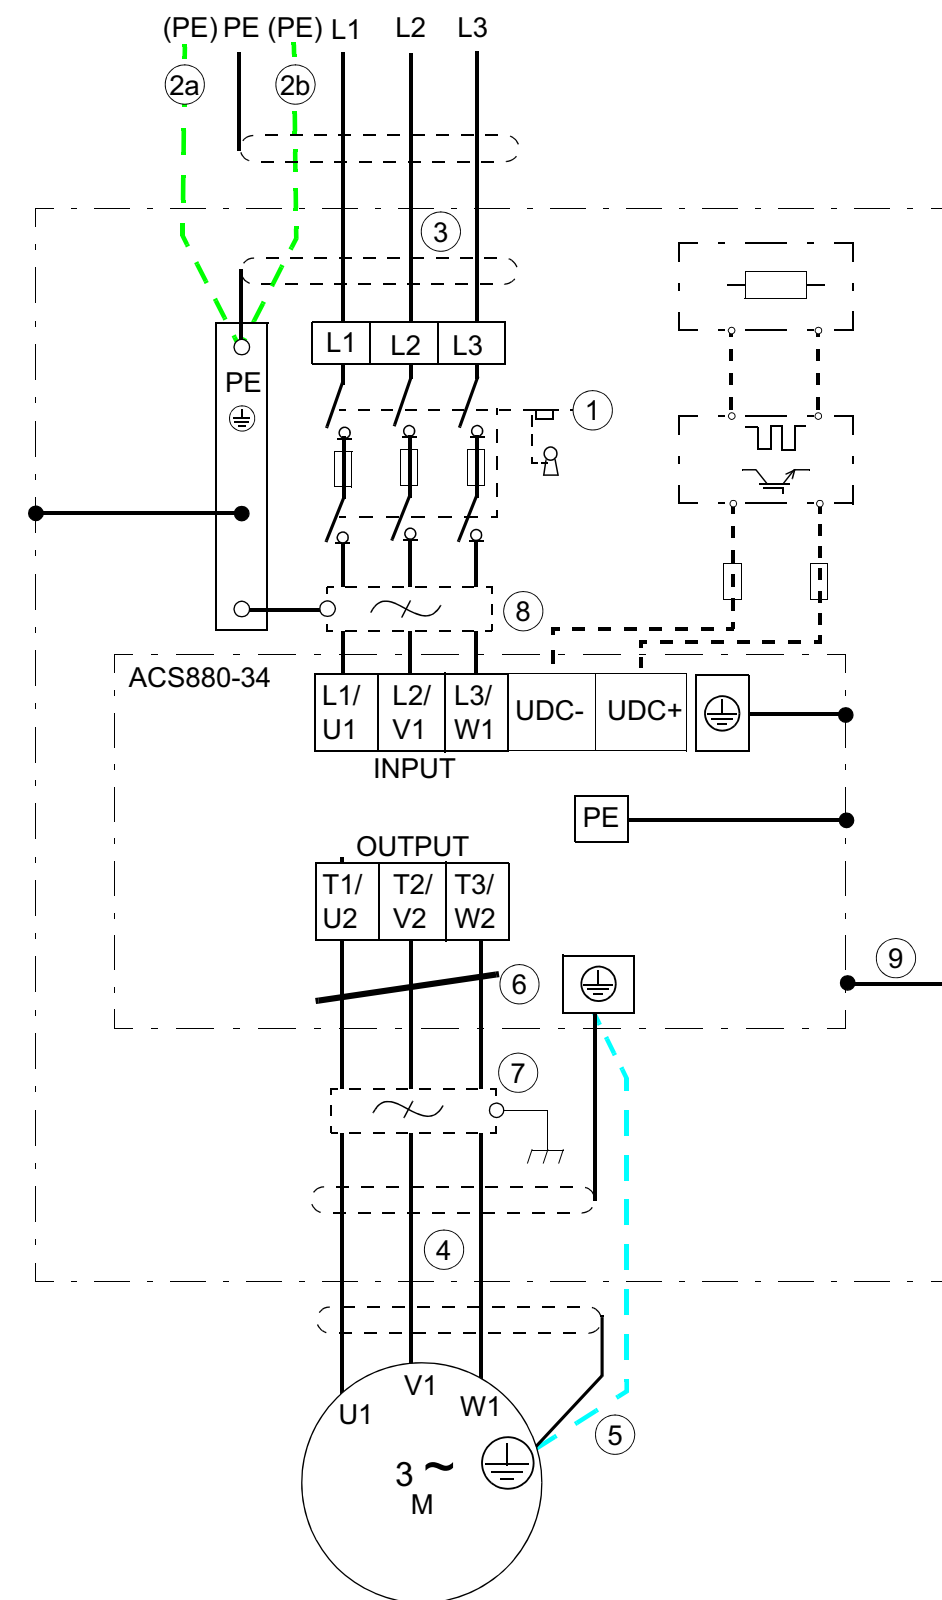 (PE) PE (PE) L1 L2 L3
2a 2b
3
L1 L2 L3
PE
1
8
ACS880-34
L1/ U1
L2/ V1
L3/ W1
UDC-
UDC+
INPUT
PE
OUTPUT
T1/ U2
T2/ V2
T3/ W2
9
6
7
4
U1 V1 W1
5
3 ~
M